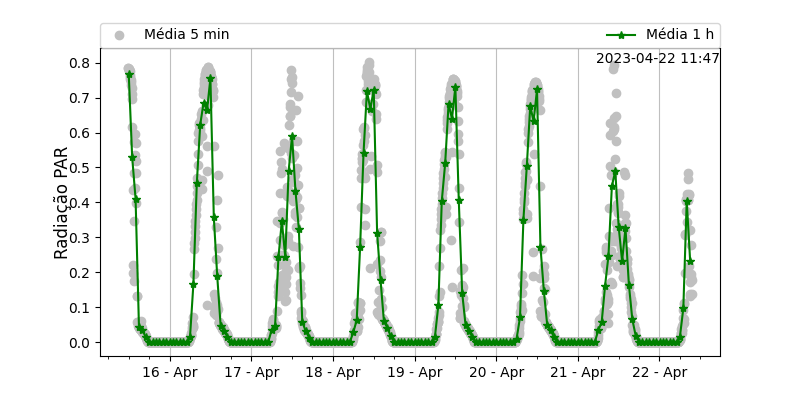 Média 5 min
Média 1 h
2023-04-22 11:47
Radiação PAR
0.8
0.7
0.6
0.5
0.4
0.3
0.2
0.1
0.0
16 - Apr
17 - Apr
18 - Apr
19 - Apr
20 - Apr
21 - Apr
22 - Apr